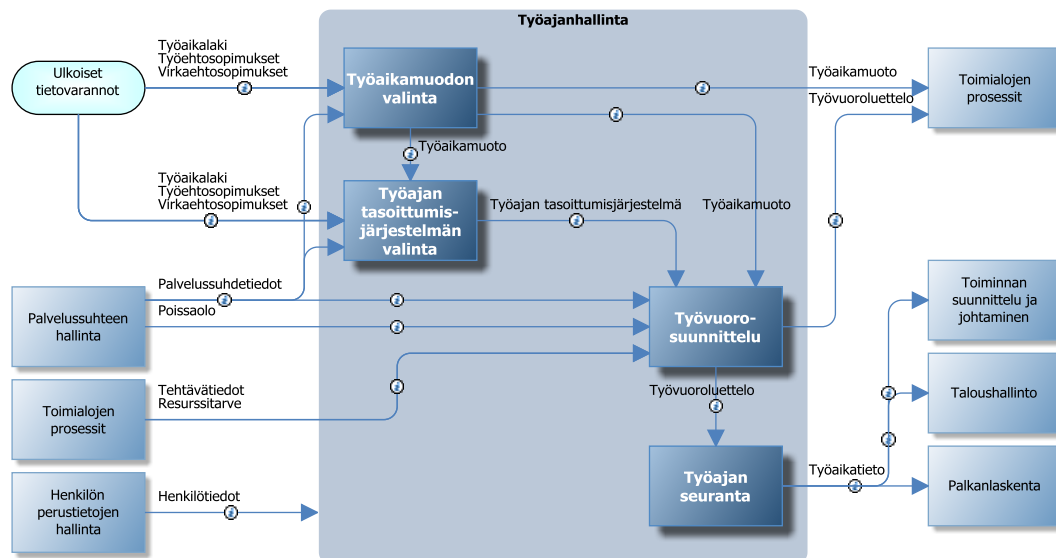 Työajanhallinta
Ulkoiset
tietovarannot
Työaikalaki
Työehtosopimukset
Virkaehtosopimukset
Työaikamuodon
valinta
Työaikamuoto
Työvuoroluettelo
Toimialojen
prosessit
Työaikamuoto
Työaikalaki
Työehtosopimukset
Virkaehtosopimukset
Työajan
tasoittumis-
järjestelmän
valinta
Työajan tasoittumisjärjestelmä
Työaikamuoto
Palvelussuhteen
hallinta
Palvelussuhdetiedot
Poissaolo
Työvuoro-
suunnittelu
Toiminnan
suunnittelu ja
johtaminen
Toimialojen
prosessit
Tehtävätiedot
Resurssitarve
Työvuoroluettelo
Taloushallinto
Henkilön
perustietojen
hallinta
Henkilötiedot
Työajan
seuranta
Työaikatieto
Palkanlaskenta